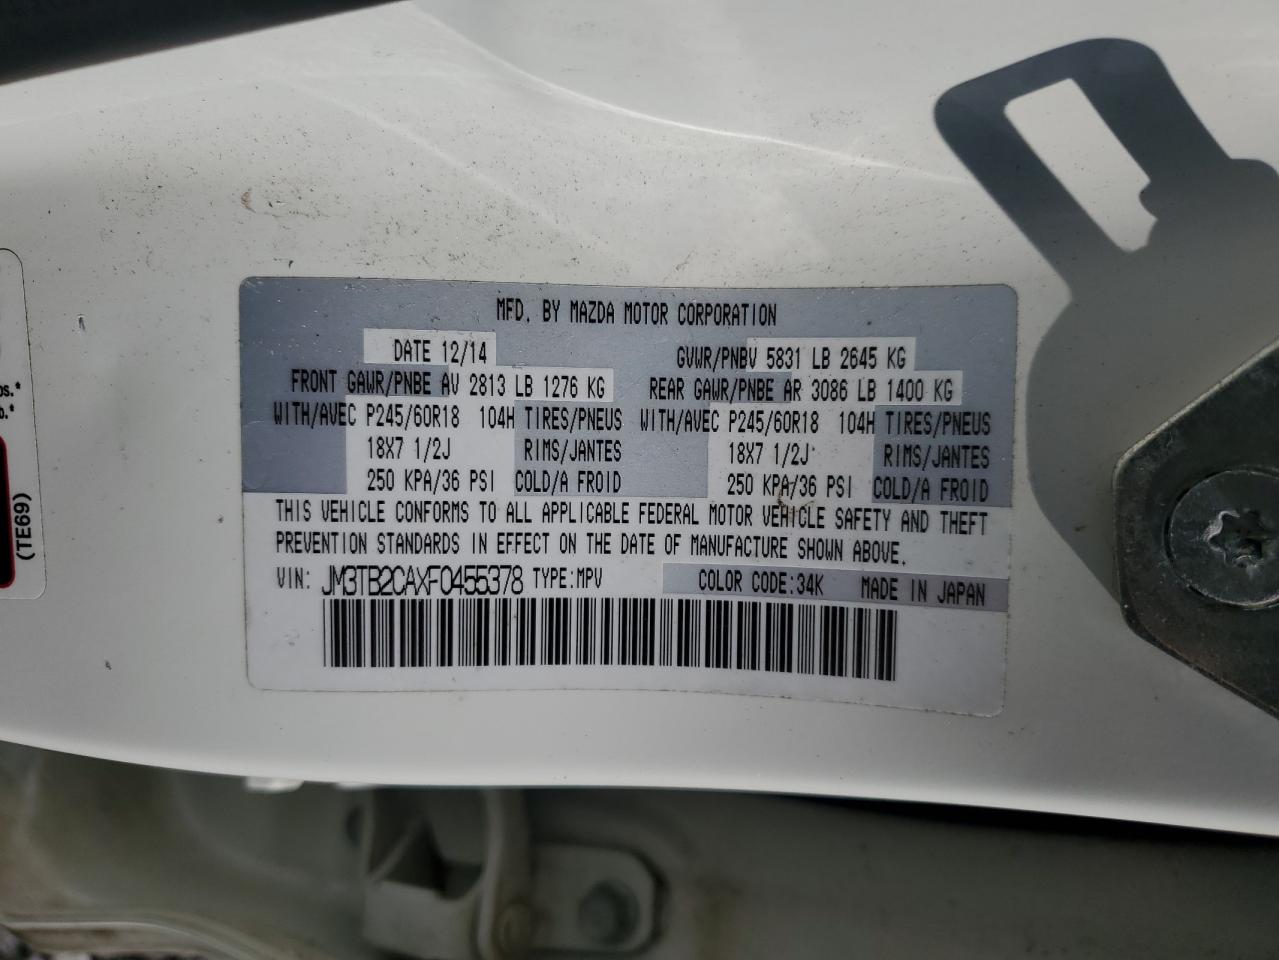 MFD. BY MAZDA MOTOR CORPORATION
DATE 12/14 GVWR/PNBV 5831 LB 2645 KG
FRONT GAWR/PNBE AV 2813 LB 1276 KG REAR GAWR/PNBE AR 3086 LB 1400 KG
WITH/AVEC P245/60R18 104H TIRES/PNEUS WITH/AVEC P245/60R18 104H TIRES/PNEUS
18X7 1/2J RIMS/JANTES 18X7 1/2J RIMS/JANTES
250 KPA/36 PSI COLD/A FROID 250 KPA/36 PSI COLD/A FROID
THIS VEHICLE CONFORMS TO ALL APPLICABLE FEDERAL MOTOR VEHICLE SAFETY AND THEFT
PREVENTION STANDARDS IN EFFECT ON THE DATE OF MANUFACTURE SHOWN ABOVE.
VIN: JM3TB2CAXF0455378 TYPE:MPV COLOR CODE:34K MADE IN JAPAN
(TE69)